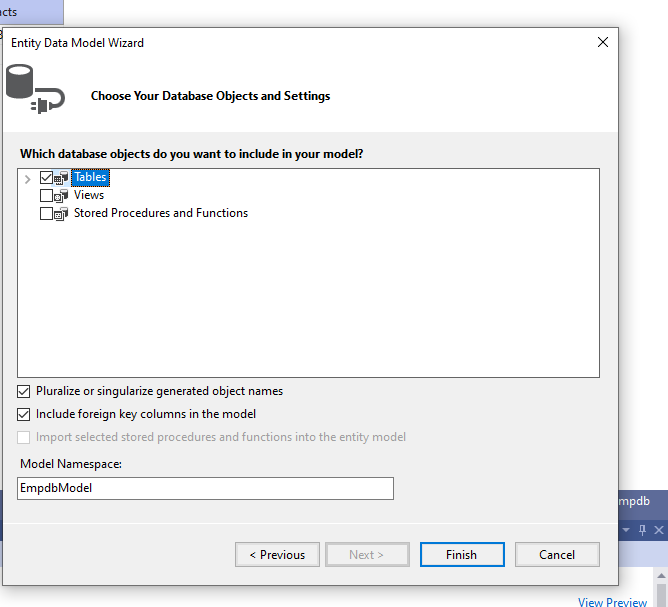 cts
Entity Data Model Wizard
Choose Your Database Objects and Settings
Which database objects do you want to include in your model?
Tables
Views
Stored Procedures and Functions
Pluralize or singularize generated object names
Include foreign key columns in the model
Import selected stored procedures and functions into the entity model
Model Namespace:
EmpdbModel
mpdb
< Previous
Next >
Finish
Cancel
View Preview